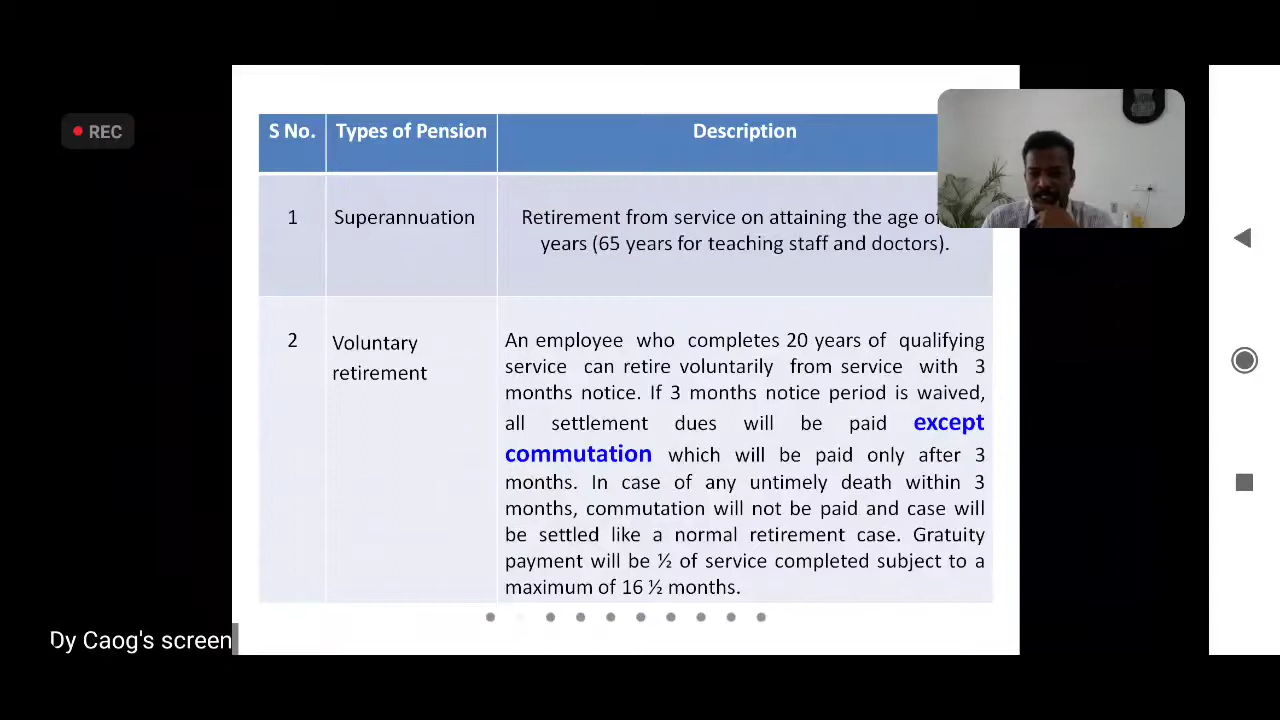 REC
S No.
Types of Pension
Description
1
Superannuation
Retirement from service on attaining the age
years (65 years for teaching staff and doctors).
2
Voluntary
retirement
An employee who completes 20 years of qualifying
service can retire voluntarily from service with 3
months notice. If 3 months notice period is waived,
all settlement dues will be paid except
commutation which will be paid only after 3
months. In case of any untimely death within 3
months, commutation will not be paid and case will
be settled like a normal retirement case. Gratuity
payment will be ½ of service completed subject to a
maximum of 16 ½ months.
Dy Caog's screen